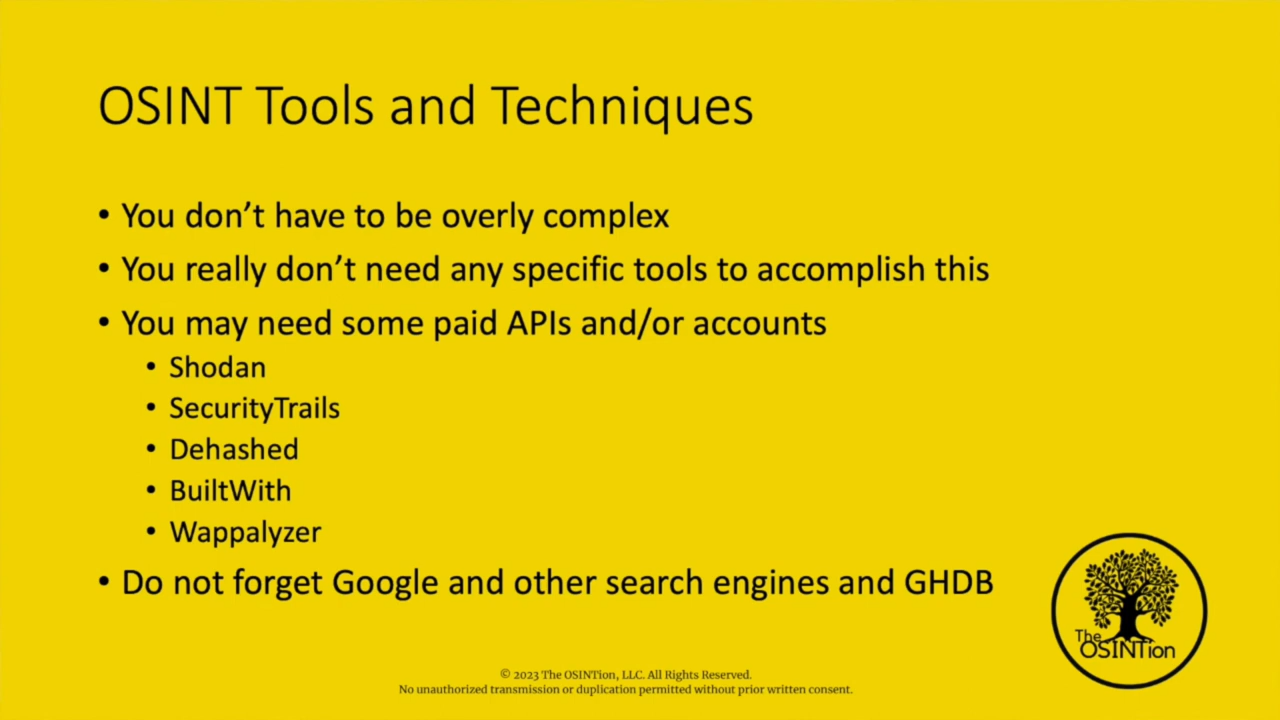 OSINT Tools and Techniques
• You don’t have to be overly complex
• You really don’t need any specific tools to accomplish this
• You may need some paid APIs and/or accounts
• Shodan
• SecurityTrails
• Dehashed
• BuiltWith
• Wappalyzer
• Do not forget Google and other search engines and GHDB
The
OSINTion
© 2023 The OSINTion, LLC. All Rights Reserved.
No unauthorized transmission or duplication permitted without prior written consent.